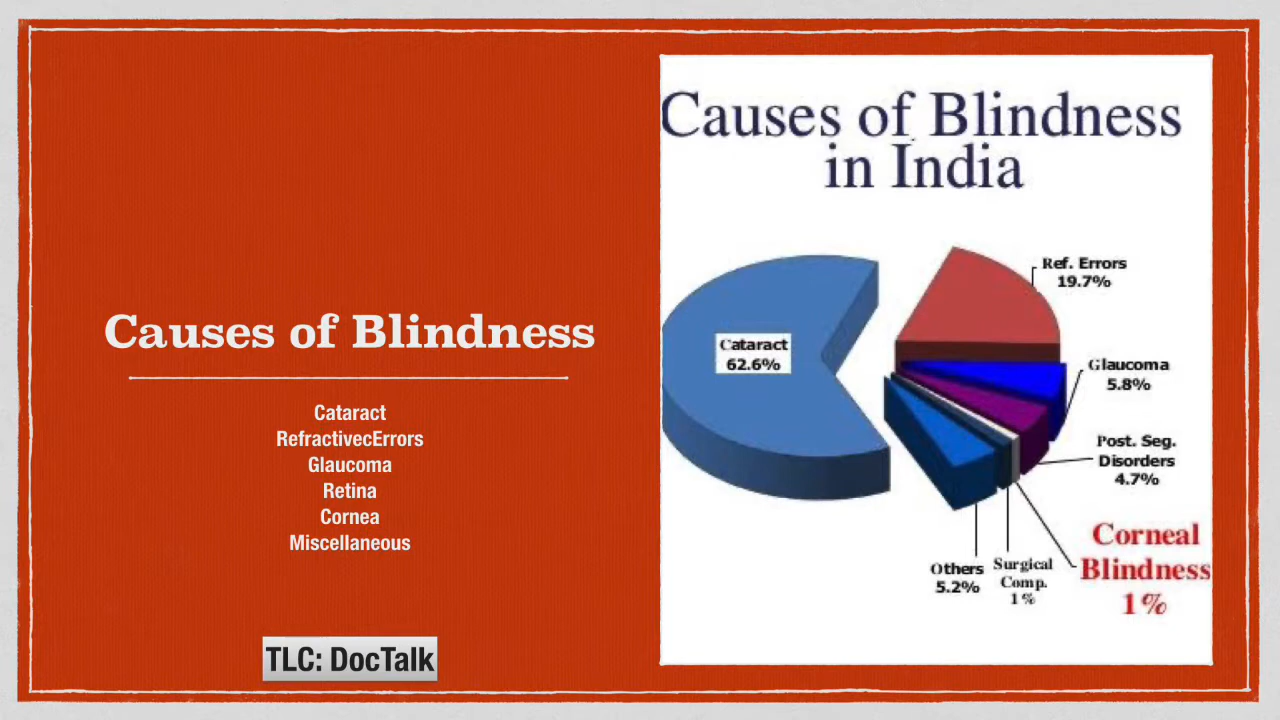 Causes of Blindness
Cataract
RefractivecErrors
Glaucoma
Retina
Cornea
Miscellaneous
TLC: DocTalk
Causes of Blindness
in India
Ref. Errors
19.7%
Cataract
62.6%
Glaucoma
5.8%
Post. Seg.
Disorders
4.7%
Corneal
Blindness
1%
Surgical
Comp.
1%
Others
5.2%